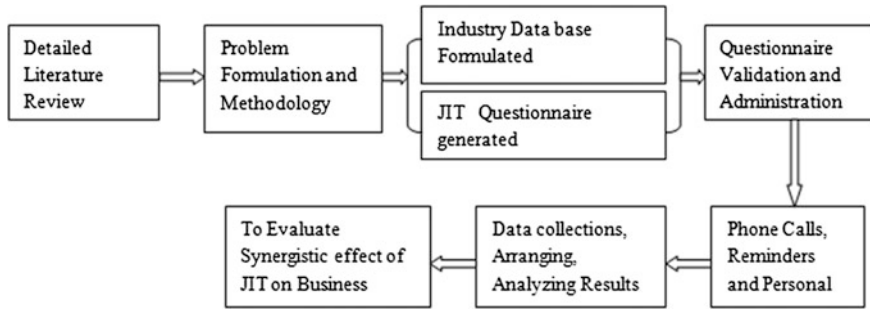 Detailed
Literature
Review
Problem
Formulation and
Methodology
Industry Data base
Formulated
JIT Questionnaire
generated
Questionnaire
Validation and
Administration
Phone Calls,
Reminders
and Personal
Data collections,
Arranging,
Analyzing Results
To Evaluate
Synergistic effect of
JIT on Business